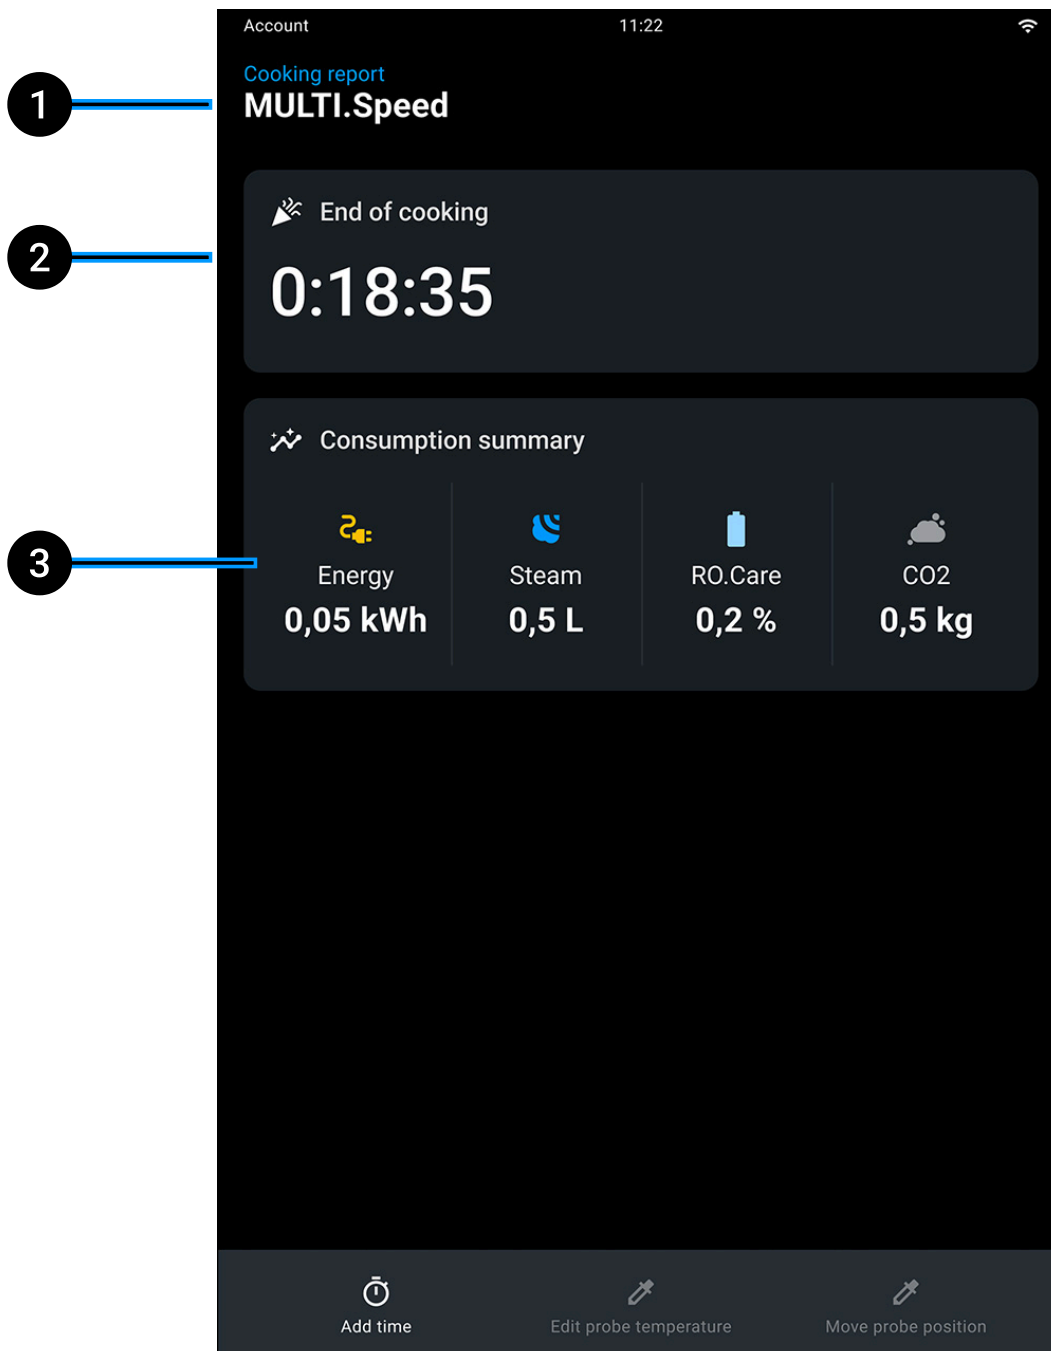 Account 11:22
Cooking report
1
MULTI.Speed
End of cooking
2
0:18:35
Consumption summary
3
Energy Steam RO.Care CO2
0,05 kWh 0,5 L 0,2 % 0,5 kg
Add time Edit probe temperature Move probe position